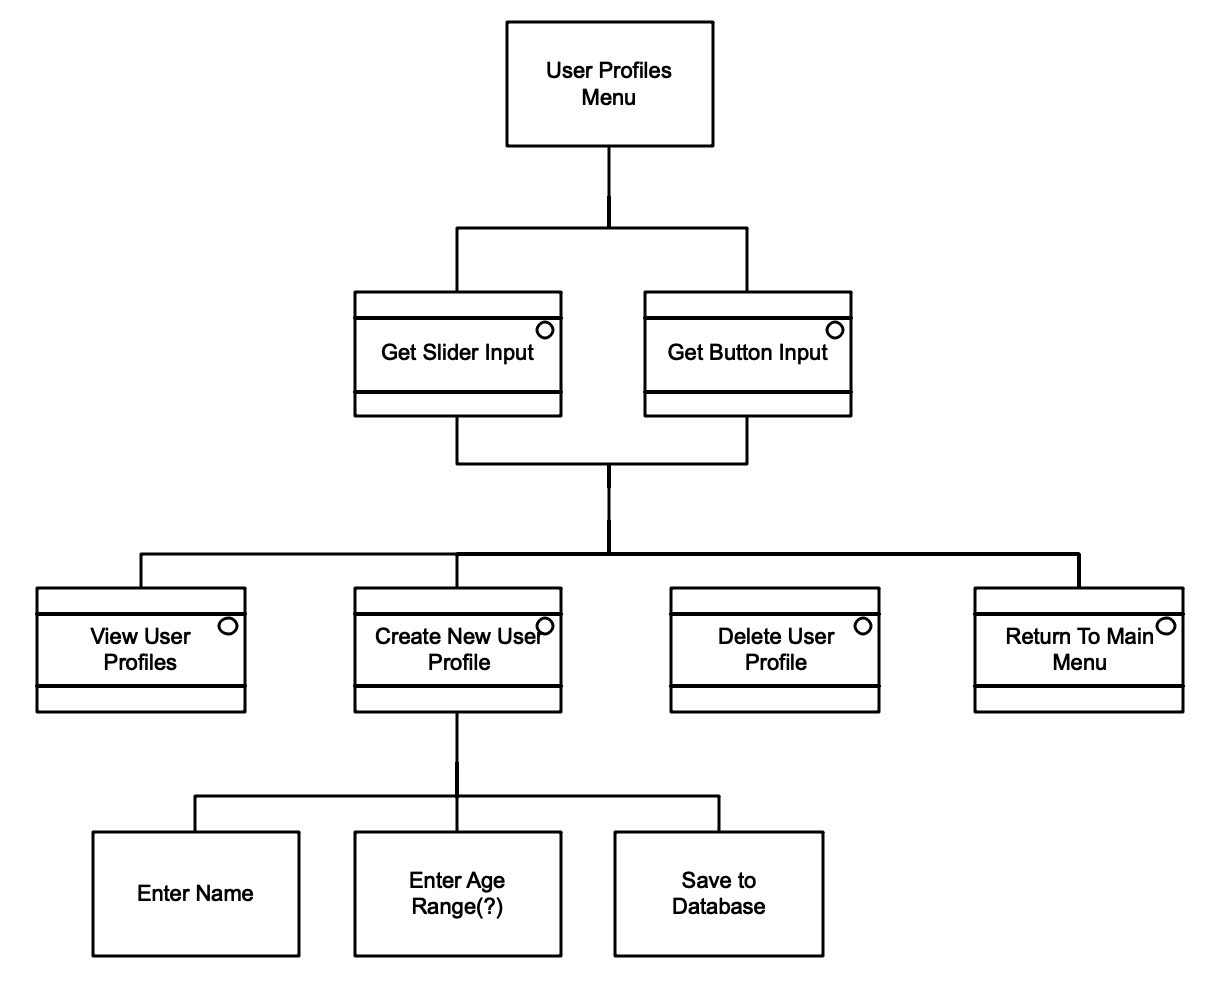 User Profiles
Menu
Get Slider Input
Get Button Input
View User
Profiles
Create New User
Profile
Delete User
Profile
Return To Main
Menu
Enter Name
Enter Age
Range(?)
Save to
Database